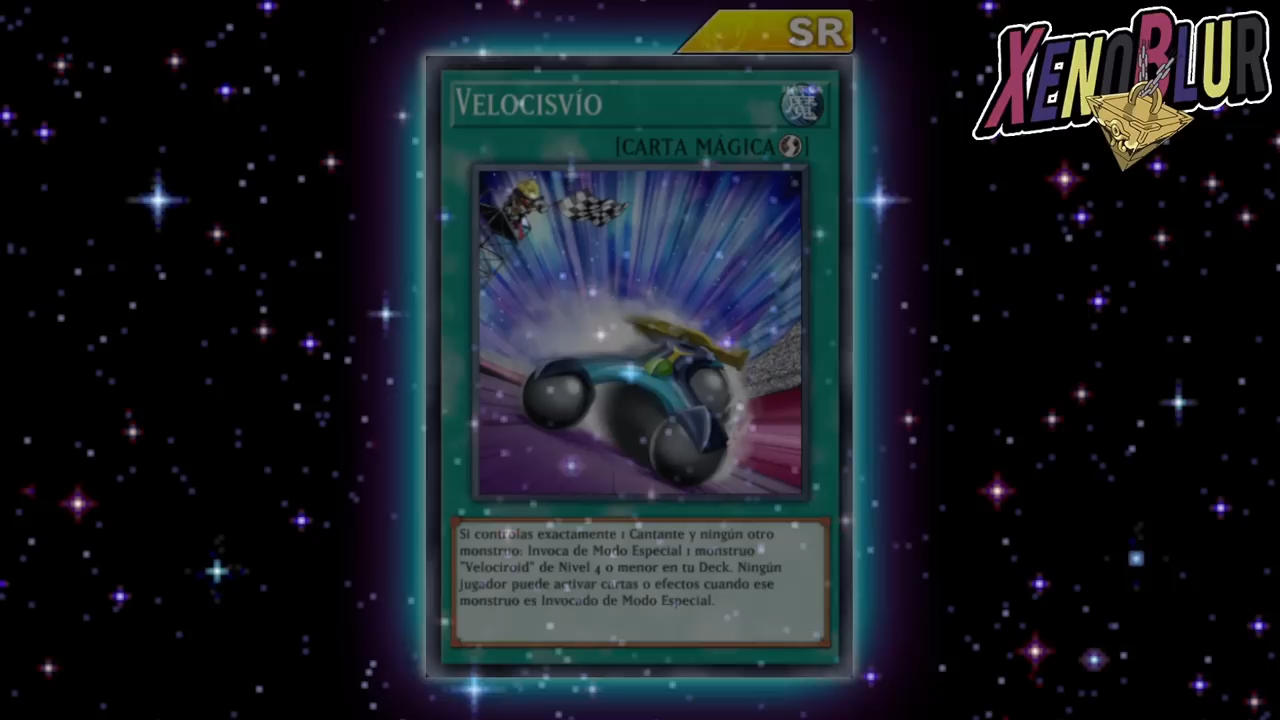 SR
XENOBLUR
VELOCISVÍO
魔
[CARTA MÁGICA]
Si controlas exactamente 1 Cantante y ningún otro
monstruo: Invoca de Modo Especial 1 monstruo
"Velociroid" de Nivel 4 o menor en tu Deck. Ningún
jugador puede activar cartas o efectos cuando ese
monstruo es Invocado de Modo Especial.